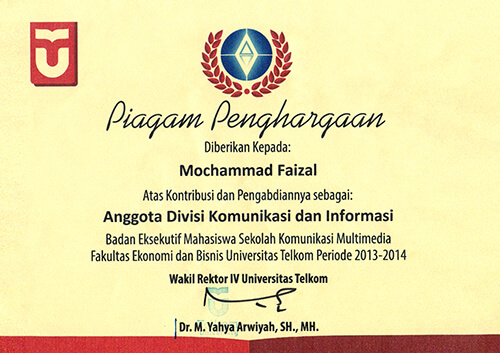 Piagam Penghargaan
Diberikan Kepada:
Mochammad Faizal
Atas Kontribusi dan Pengabdiannya sebagai:
Anggota Divisi Komunikasi dan Informasi
Badan Eksekutif Mahasiswa Sekolah Komunikasi Multimedia
Fakultas Ekonomi dan Bisnis Universitas Telkom Periode 2013-2014
Wakil Rektor IV Universitas Telkom
Dr. M. Yahya Arwiyah, SH., MH.